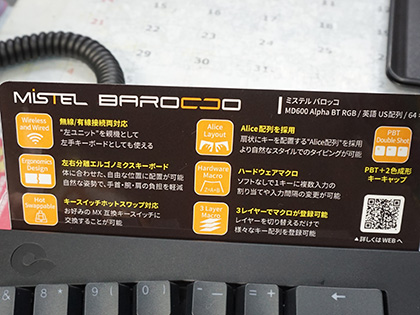 MiSTEL BAROCCO
ミステル バロッコ
MD600 Alpha BT RGB / 英語 US配列 / 64
Wireless and Wired
無線/有線接続両対応
“左ユニット”を親機として
左手キーボードとしても使える
Ergonomics Design
左右分離エルゴノミクスキーボード
体に合わせた、自由な位置に配置が可能
自然な姿勢で、手首・腕・肩の負担を軽減
Hot Swappable
キースイッチホットスワップ対応
お好みの MX 互換キースイッチに
交換することが可能
Alice Layout
Alice配列を採用
扇状にキーを配置する“Alice配列”を採用
より自然なスタイルでのタイピングが可能
Hardware Macro
ハードウェアマクロ
ソフトなしで1キーに複数入力の
割り当てや入力間隔の変更が可能
3 Layer Macro
3レイヤーでマクロが登録可能
レイヤーを切り替えるだけで
様々なキー配列を登録可能
PBT Double Shot
PBT+2色成形
キーキャップ
▲詳しくは WEB へ
& 8 * 9 ( 0 ) - _ = + ←